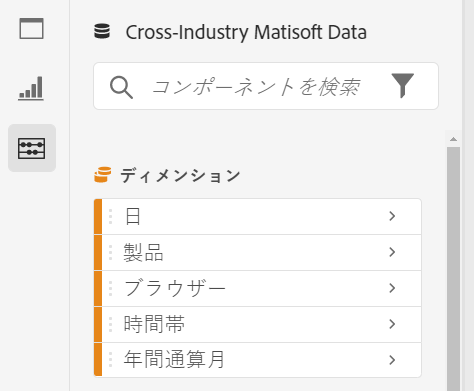 Cross-Industry Matisoft Data
コンポーネントを検索
ディメンション
日
製品
ブラウザー
時間帯
年間通算月